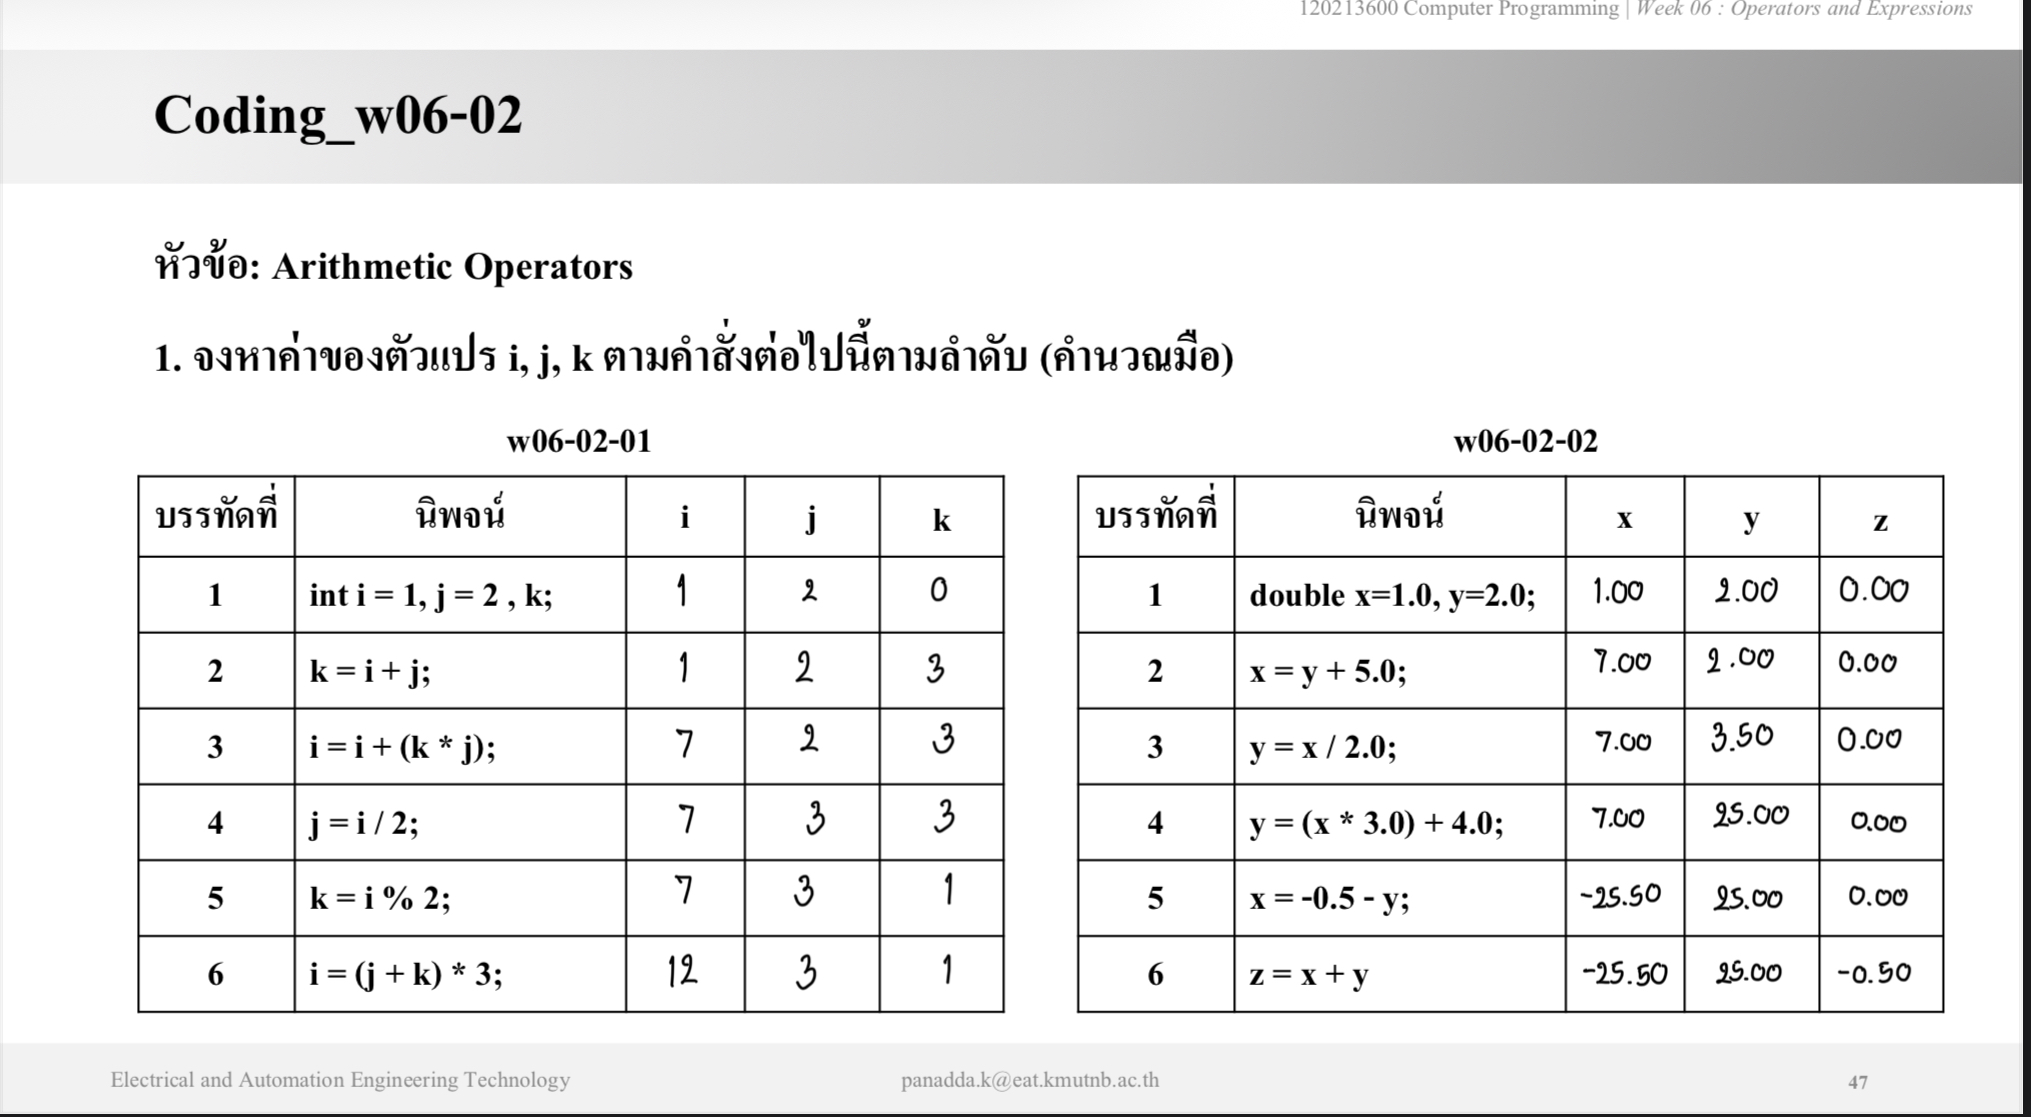 120213600 Computer Programming | Week 06 : Operators and Expressions
Coding_w06-02
หัวข้อ: Arithmetic Operators
1. จงหาค่าของตัวแปร i, j, k ตามคำสั่งต่อไปนี้ตามลำดับ (คำนวณมือ)
w06-02-01
บรรทัดที่ นิพจน์ i j k
1 int i = 1, j = 2 , k; 1 2 0
2 k = i + j; 1 2 3
3 i = i + (k * j); 7 2 3
4 j = i / 2; 7 3 3
5 k = i % 2; 7 3 1
6 i = (j + k) * 3; 12 3 1
w06-02-02
บรรทัดที่ นิพจน์ x y z
1 double x=1.0, y=2.0; 1.00 2.00 0.00
2 x = y + 5.0; 7.00 2.00 0.00
3 y = x / 2.0; 7.00 3.50 0.00
4 y = (x * 3.0) + 4.0; 7.00 25.00 0.00
5 x = -0.5 - y; -25.50 25.00 0.00
6 z = x + y -25.50 25.00 -0.50
Electrical and Automation Engineering Technology
panadda.k@eat.kmutnb.ac.th
47